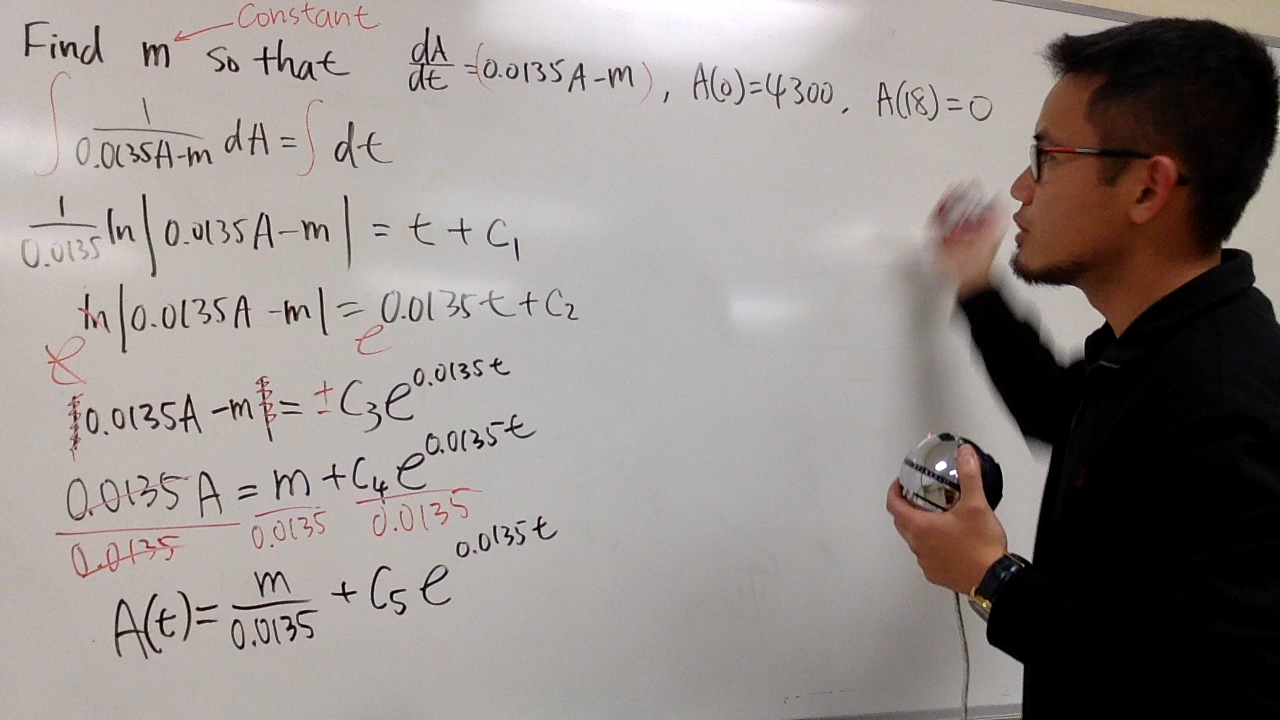 Constant
Find m so that dA/dt = (0.0135A - m), A(0)=4300, A(18)=0
∫ 1/(0.0135A-m) dA = ∫ dt
1/0.0135 ln|0.0135A-m| = t + C₁
ln|0.0135A - m| = 0.0135t + C₂
e e
|0.0135A - m| = ± C₃e^0.0135t
0.0135A = m + C₄e^0.0135t
0.0135 0.0135 0.0135
A(t) = m/0.0135 + C₅e^0.0135t